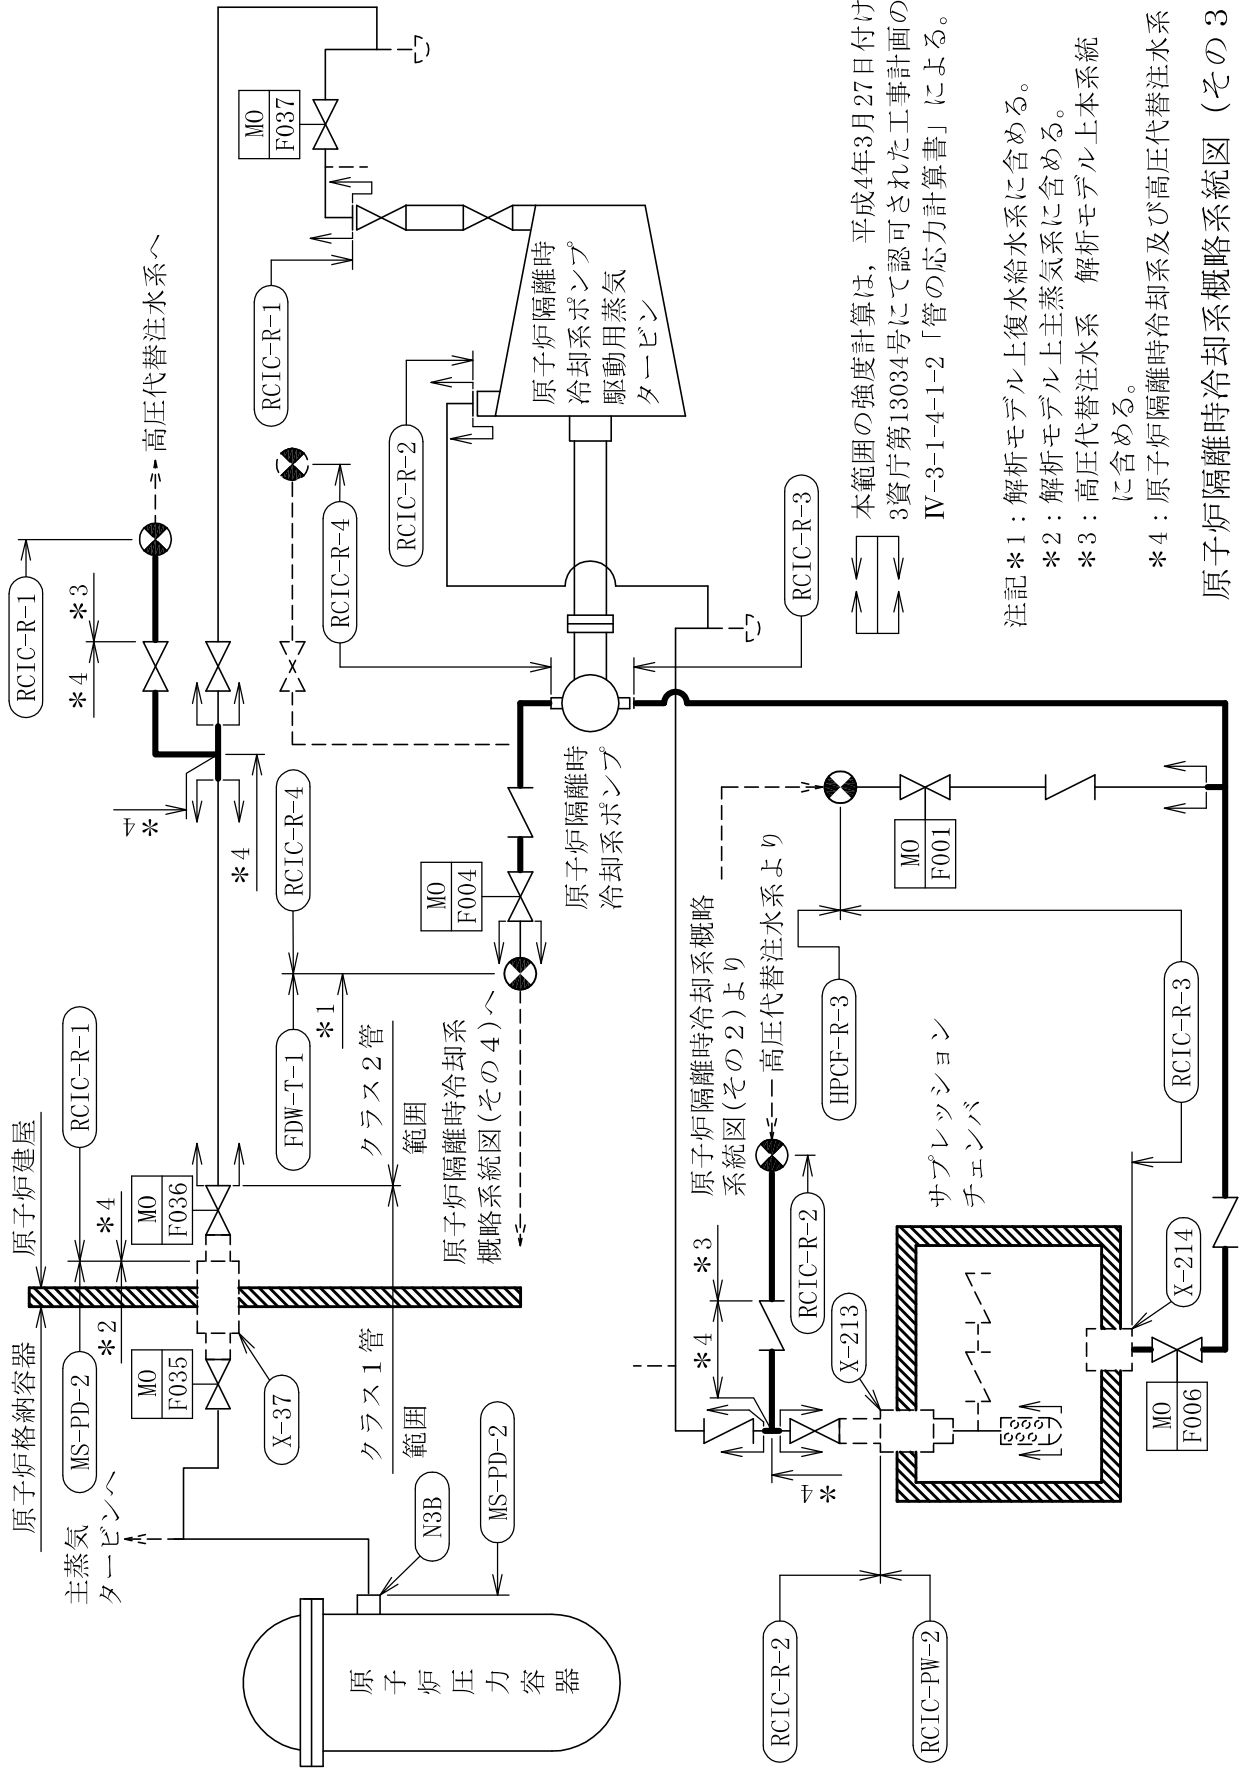 主蒸気
タービンへ
原子炉格納容器
原子炉建屋
MS-PD-2
RCIC-R-1
*2
*4
MO
F035
MO
F036
X-37
クラス1管
範囲
クラス2管
範囲
原子炉圧力容器
N3B
MS-PD-2
*4
*4
RCIC-R-1
*4
*3
高圧代替注水系へ
MO
F037
RCIC-R-1
原子炉隔離時
冷却系ポンプ
駆動用蒸気
タービン
RCIC-R-2
RCIC-R-4
RCIC-R-3
FDW-T-1
RCIC-R-4
*1
原子炉隔離時冷却系
概略系統図(その4)へ
MO
F004
原子炉隔離時
冷却系ポンプ
原子炉隔離時冷却系概略
系統図(その2)より
高圧代替注水系より
RCIC-R-2
*4
*3
*4
X-213
RCIC-R-2
RCIC-PW-2
サプレッション
チェンバ
HPCF-R-3
RCIC-R-3
MO
F001
X-214
MO
F006
本範囲の強度計算は，平成4年3月27日付け
3資庁第13034号にて認可された工事計画の
Ⅳ-3-1-4-1-2「管の応力計算書」による。
注記*1：解析モデル上復水給水系に含める。
*2：解析モデル上主蒸気系に含める。
*3：高圧代替注水系　解析モデル上本系統
に含める。
*4：原子炉隔離時冷却系及び高圧代替注水系
原子炉隔離時冷却系概略系統図（その3